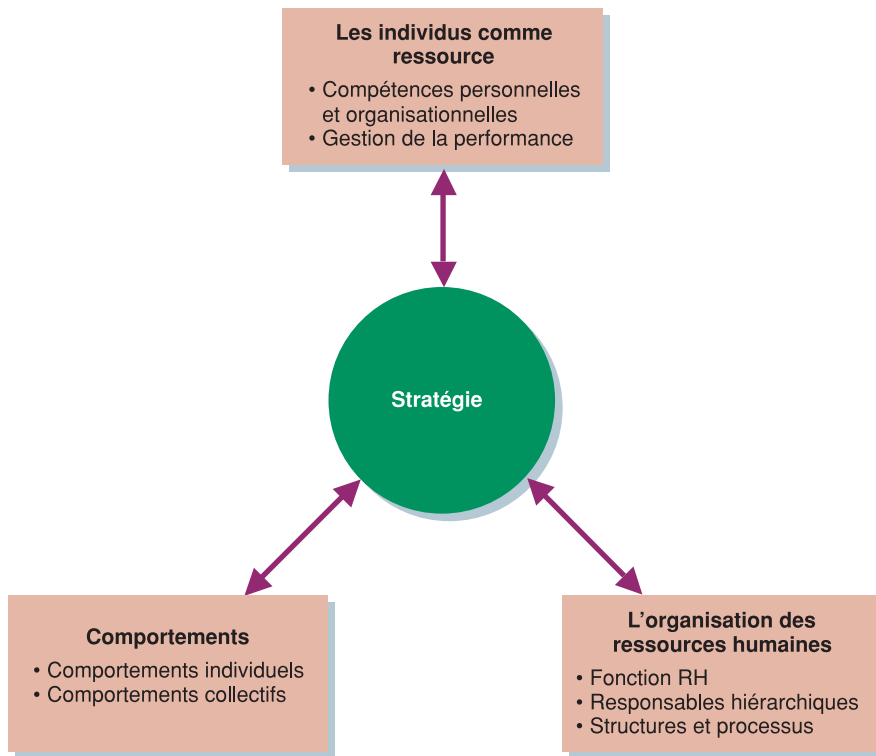 Les individus comme
ressource
• Compétences personnelles
et organisationnelles
• Gestion de la performance
Stratégie
Comportements
• Comportements individuels
• Comportements collectifs
L'organisation des
ressources humaines
• Fonction RH
• Responsables hiérarchiques
• Structures et processus